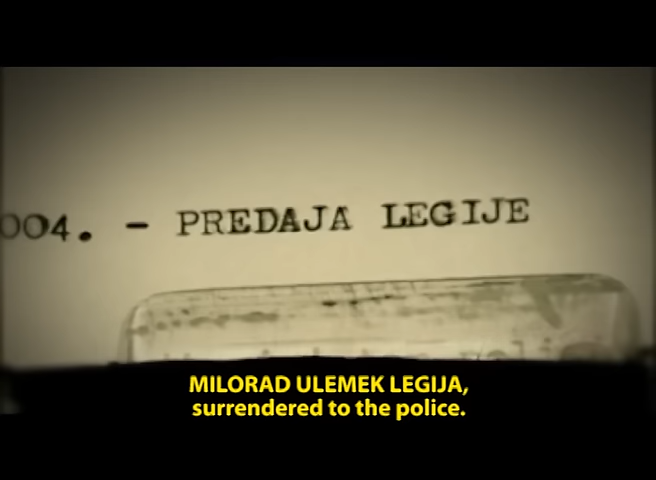 004. - PREDAJA LEGIJE
MILORAD ULEMEK LEGIJA,
surrendered to the police.